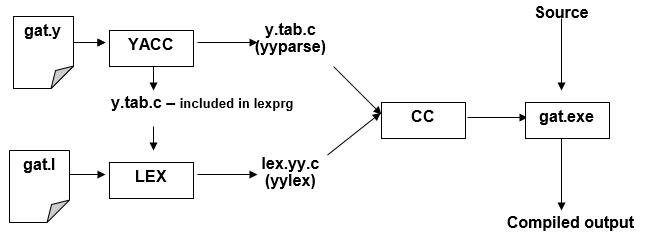 Source
gat.y
YACC
y.tab.c
(yyparse)
y.tab.c – included in lexprg
CC
gat.exe
gat.l
LEX
lex.yy.c
(yylex)
Compiled output